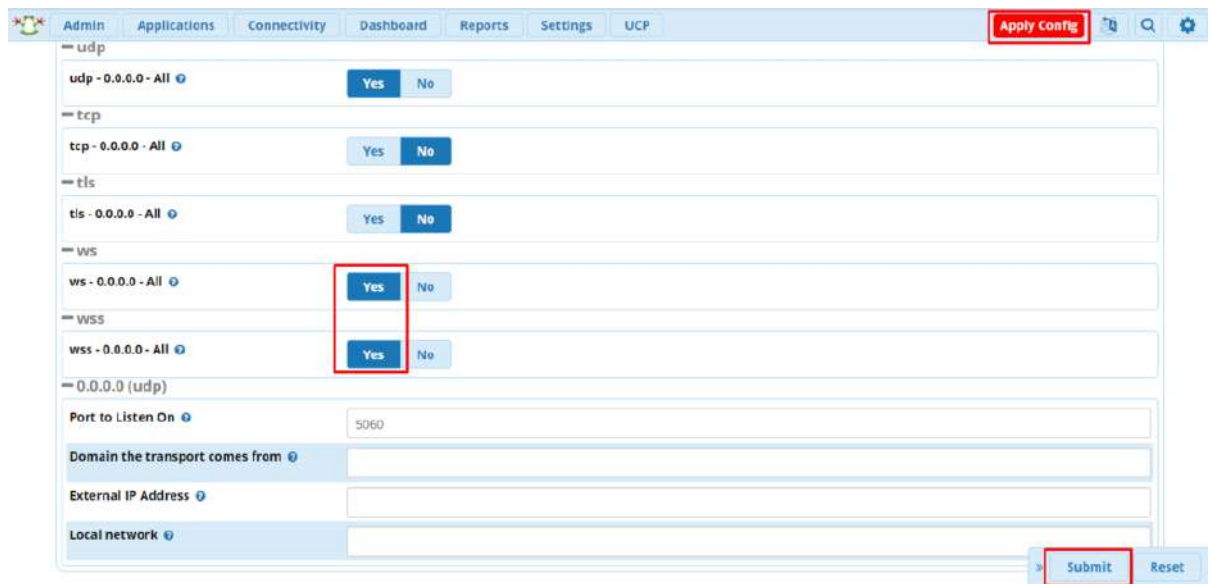 Admin Applications Connectivity Dashboard Reports Settings UCP Apply Config
udp
udp - 0.0.0.0 - All Yes No
tcp
tcp - 0.0.0.0 - All Yes No
tls
tls - 0.0.0.0 - All Yes No
ws
ws - 0.0.0.0 - All Yes No
wss
wss - 0.0.0.0 - All Yes No
0.0.0.0 (udp)
Port to Listen On 5060
Domain the transport comes from
External IP Address
Local network
» Submit Reset